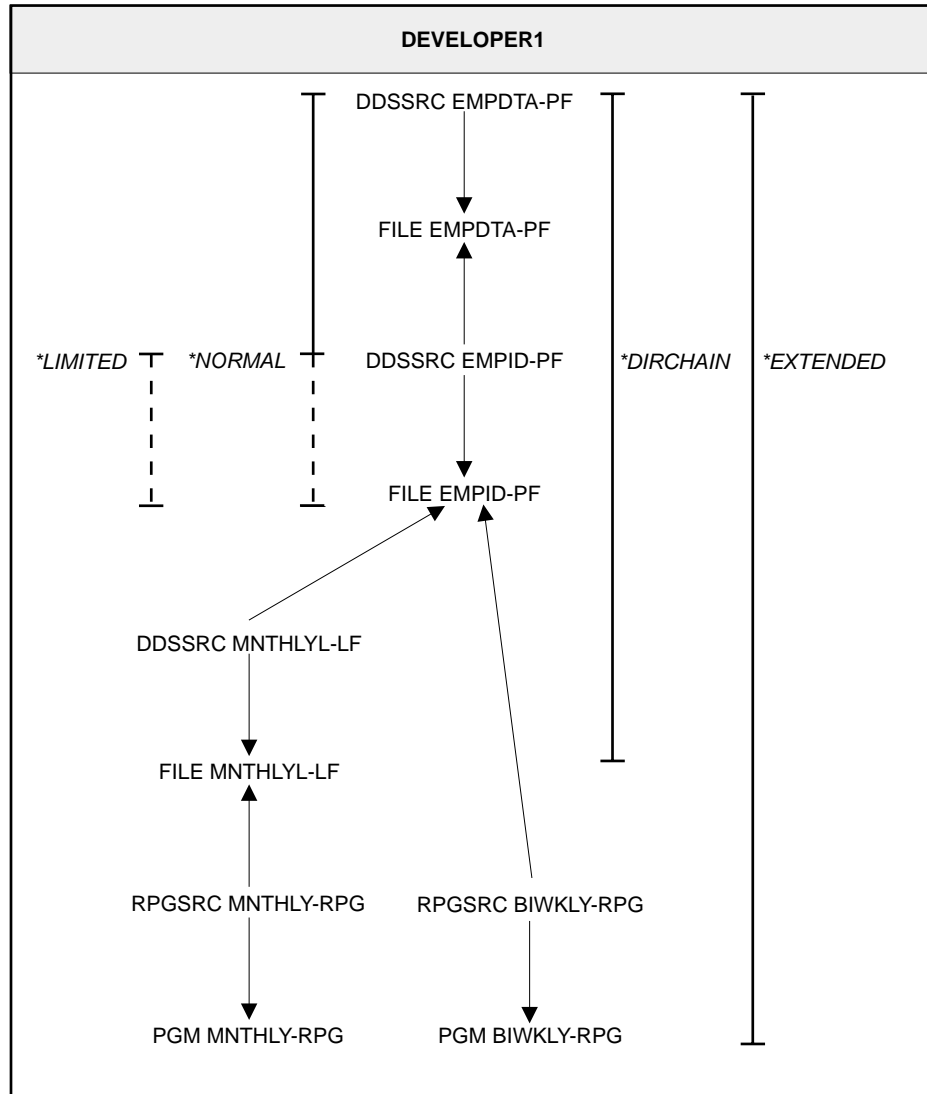 DEVELOPER1
DDSSRC EMPDTA-PF
FILE EMPDTA-PF
*LIMITED
*NORMAL
DDSSRC EMPID-PF
*DIRCHAIN
*EXTENDED
FILE EMPID-PF
DDSSRC MNTHLYL-LF
FILE MNTHLYL-LF
RPGSRC MNTHLY-RPG
RPGSRC BIWKLY-RPG
PGM MNTHLY-RPG
PGM BIWKLY-RPG